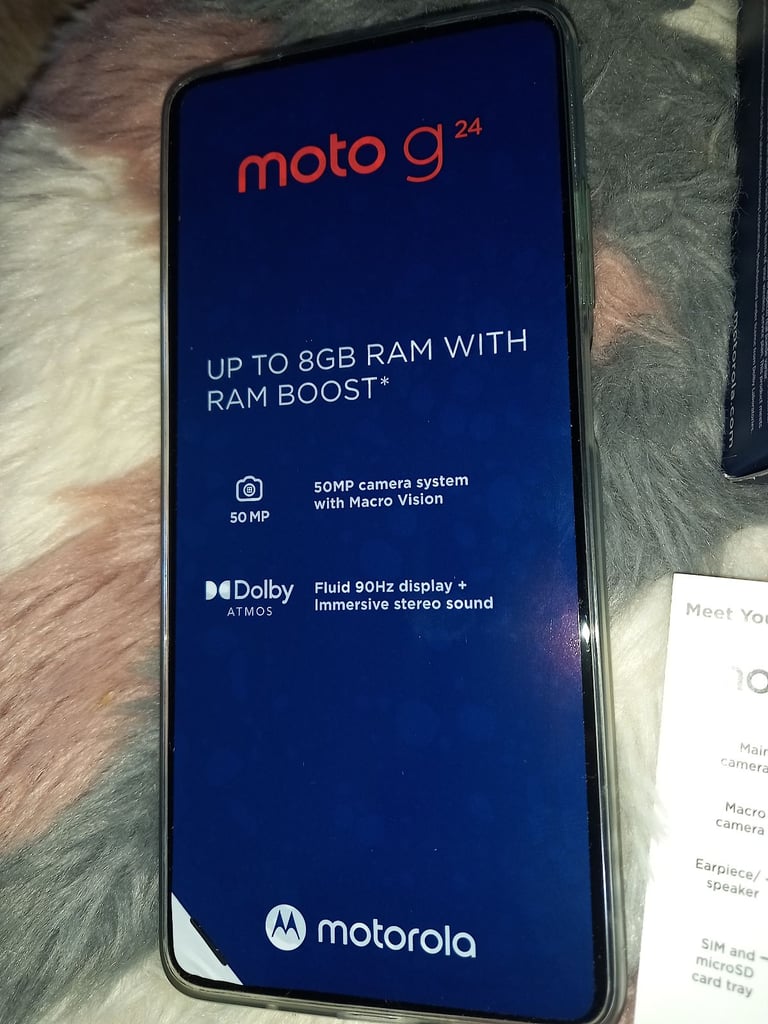 moto g 24
UP TO 8GB RAM WITH
RAM BOOST*
50 MP
50MP camera system
with Macro Vision
Dolby
ATMOS
Fluid 90Hz display +
Immersive stereo sound
motorola
motorola.com
Meet You
Main
camera
Macro
camera
Earpiece/
speaker
SIM and
microSD
card tray